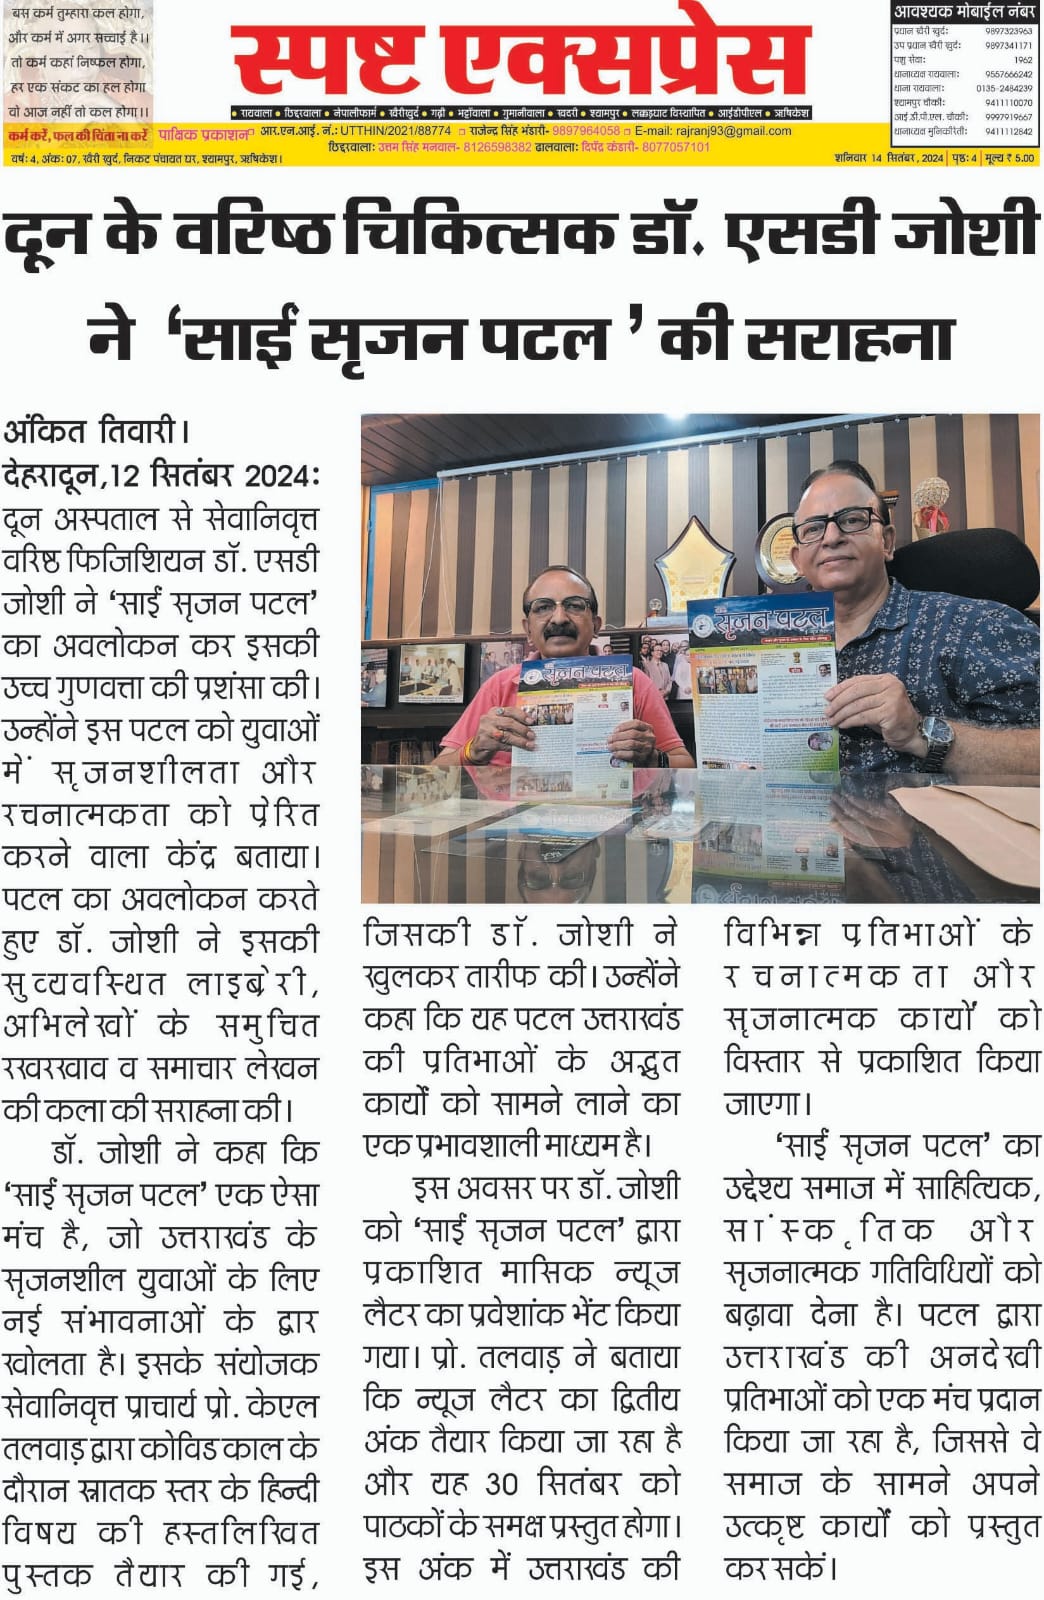 बस कर्म तुम्हारा कल होगा,
और कर्म में अगर सच्चाई है।।
तो कर्म कहां निष्फल होगा,
हर एक संकट का हल होगा
वो आज नहीं तो कल होगा।।
कर्म करें, फल की चिंता ना करें
स्पष्ट एक्सप्रेस
• रायवाला • छिद्दरवाला • नेपालीफार्म • खैरीखुर्द • गढ़ी • भट्टोंवाला • गुमानीवाला • खदरी • श्यामपुर • लक्कड़घाट विस्थापित • आईडीपीएल • ऋषिकेश
पाक्षिक प्रकाशन आर.एन.आई. नं.: UTTHIN/2021/88774 राजेन्द्र सिंह भंडारी- 9897964058 E-mail: rajranj93@gmail.com
छिद्दरवालाः उत्तम सिंह मनवाल- 8126598382 ढालवालाः दिपेंद्र कंडारी- 8077057101
आवश्यक मोबाईल नंबर
प्रधान खैरी खुर्दः 9897323963
उप प्रधान खैरी खुर्दः 9897341171
पशु सेवाः 1962
थानाध्यक्ष रायवालाः 9557666242
थाना रायवालाः 0135-2484239
श्यामपुर चौकीः 9411110070
आई.डी.पी.एल. चौकीः 9997919667
थानाध्यक्ष मुनिकीरेतीः 9411112842
वर्षः 4, अंकः 07, खैरी खुर्द, निकट पंचायत घर, श्यामपुर, ऋषिकेश।
शनिवार 14 सितंबर, 2024 | पृष्ठः 4 | मूल्य ₹ 5.00
दून के वरिष्ठ चिकित्सक डॉ. एसडी जोशी
ने ‘साईं सृजन पटल ’ की सराहना
अंकित तिवारी।
देहरादून,12 सितंबर 2024ः
दून अस्पताल से सेवानिवृत्त
वरिष्ठ फिजिशियन डॉ. एसडी
जोशी ने ‘साईं सृजन पटल’
का अवलोकन कर इसकी
उच्च गुणवत्ता की प्रशंसा की।
उन्होंने इस पटल को युवाओं
में सृजनशीलता और
रचनात्मकता को प्रेरित
करने वाला केंद्र बताया।
पटल का अवलोकन करते
हुए डॉ. जोशी ने इसकी
सुव्यवस्थित लाइब्रेरी,
अभिलेखों के समुचित
रखरखाव व समाचार लेखन
की कला की सराहना की।
डॉ. जोशी ने कहा कि
‘साईं सृजन पटल’ एक ऐसा
मंच है, जो उत्तराखंड के
सृजनशील युवाओं के लिए
नई संभावनाओं के द्वार
खोलता है। इसके संयोजक
सेवानिवृत्त प्राचार्य प्रो. केएल
तलवाड़ द्वारा कोविड काल के
दौरान स्नातक स्तर के हिन्दी
विषय की हस्तलिखित
पुस्तक तैयार की गई,
सृजन पटल
सृजन पटल
जिसकी डॉ. जोशी ने
खुलकर तारीफ की। उन्होंने
कहा कि यह पटल उत्तराखंड
की प्रतिभाओं के अद्भुत
कार्यों को सामने लाने का
एक प्रभावशाली माध्यम है।
इस अवसर पर डॉ. जोशी
को ‘साईं सृजन पटल’ द्वारा
प्रकाशित मासिक न्यूज
लैटर का प्रवेशांक भेंट किया
गया। प्रो. तलवाड़ ने बताया
कि न्यूज लैटर का द्वितीय
अंक तैयार किया जा रहा है
और यह 30 सितंबर को
पाठकों के समक्ष प्रस्तुत होगा।
इस अंक में उत्तराखंड की
विभिन्न प्रतिभाओं के
रचनात्मकता और
सृजनात्मक कार्यों को
विस्तार से प्रकाशित किया
जाएगा।
‘साईं सृजन पटल’ का
उद्देश्य समाज में साहित्यिक,
सांस्कृतिक और
सृजनात्मक गतिविधियों को
बढ़ावा देना है। पटल द्वारा
उत्तराखंड की अनदेखी
प्रतिभाओं को एक मंच प्रदान
किया जा रहा है, जिससे वे
समाज के सामने अपने
उत्कृष्ट कार्यों को प्रस्तुत
कर सकें।